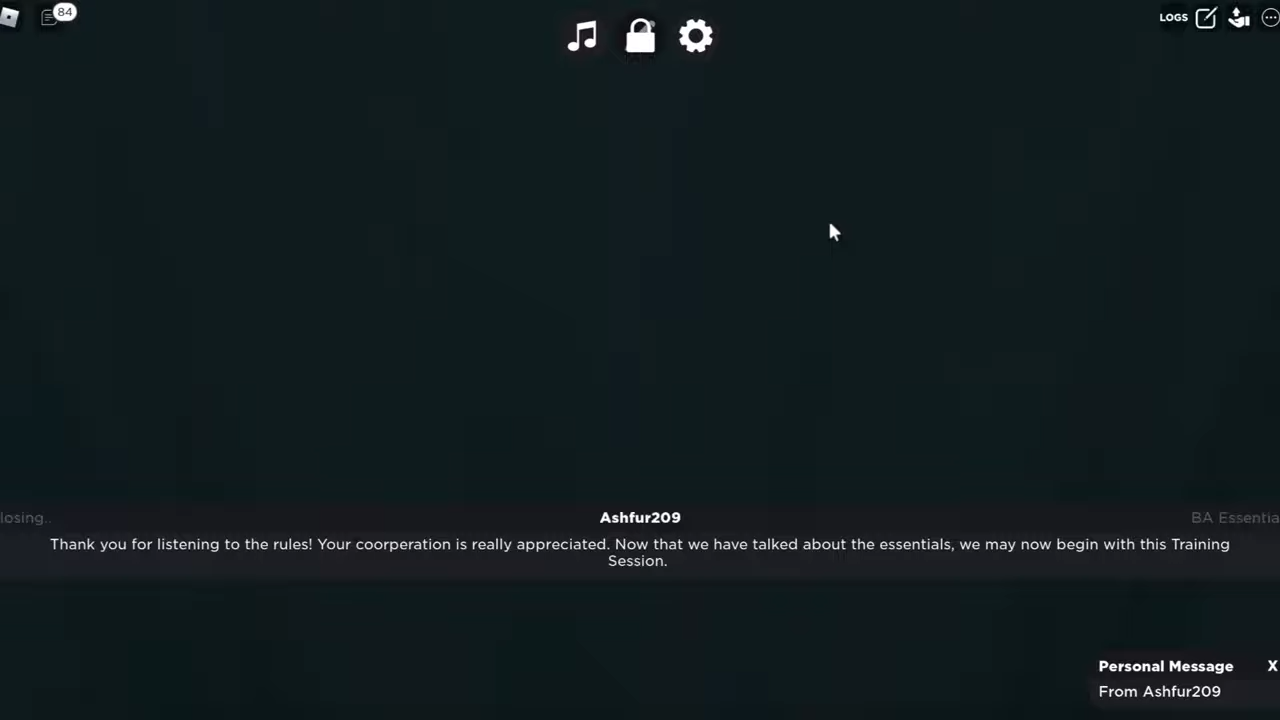 84
LOGS
losing..
Ashfur209
BA Essentia
Thank you for listening to the rules! Your coorperation is really appreciated. Now that we have talked about the essentials, we may now begin with this Training
Session.
Personal Message
X
From Ashfur209